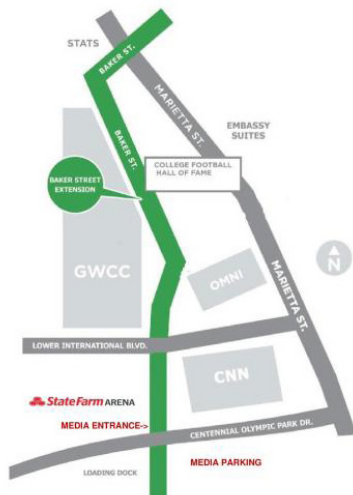 STATS
BAKER ST.
MARIETTA ST.
BAKER ST.
EMBASSY
SUITES
COLLEGE FOOTBALL
HALL OF FAME
BAKER STREET
EXTENSION
GWCC
OMNI
MARIETTA ST.
N
LOWER INTERNATIONAL BLVD.
CNN
StateFarm ARENA
MEDIA ENTRANCE->
CENTENNIAL OLYMPIC PARK DR.
MEDIA PARKING
LOADING DOCK